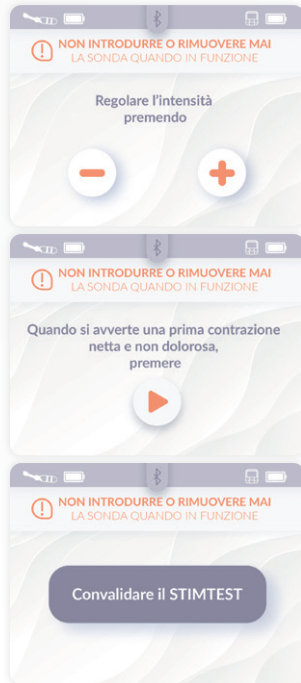 NON INTRODURRE O RIMUOVERE MAI
LA SONDA QUANDO IN FUNZIONE
Regolare l'intensità
premendo
NON INTRODURRE O RIMUOVERE MAI
LA SONDA QUANDO IN FUNZIONE
Quando si avverte una prima contrazione
netta e non dolorosa,
premere
NON INTRODURRE O RIMUOVERE MAI
LA SONDA QUANDO IN FUNZIONE
Convalidare il STIMTEST